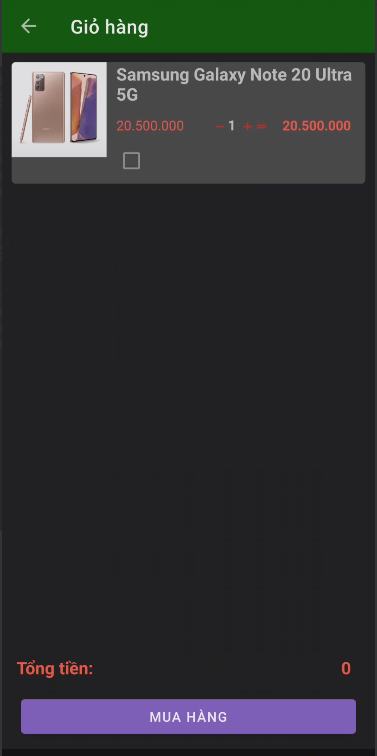 Giỏ hàng
Samsung Galaxy Note 20 Ultra
5G
20.500.000 − 1 + = 20.500.000
Tổng tiền: 0
MUA HÀNG